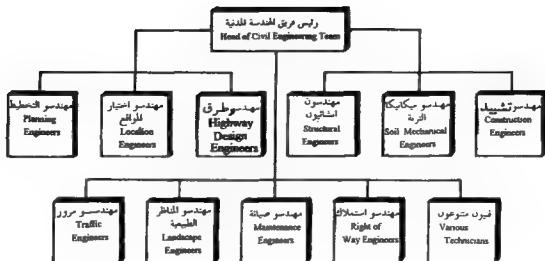 رئيس فريق الهندسة المدنية
Head of Civil Engineering Team
مهندسو التخطيط
Planning
Engineers
مهندسو اختيار
المواقع
Location
Engineers
مهندسو طرق
Highway
Design
Engineers
مهندسون
انشائيون
Structural
Engineers
مهندسو ميكانيكا
التربة
Soil Mechanical
Engineers
مهندسو تشييد
Construction
Engineers
مهندسو مرور
Traffic
Engineers
مهندسو المناظر
الطبيعية
Landscape
Engineers
مهندسو صيانة
Maintenance
Engineers
مهندسو استملاك
Right of
Way Engineers
فنيون متنوعون
Various
Technicians